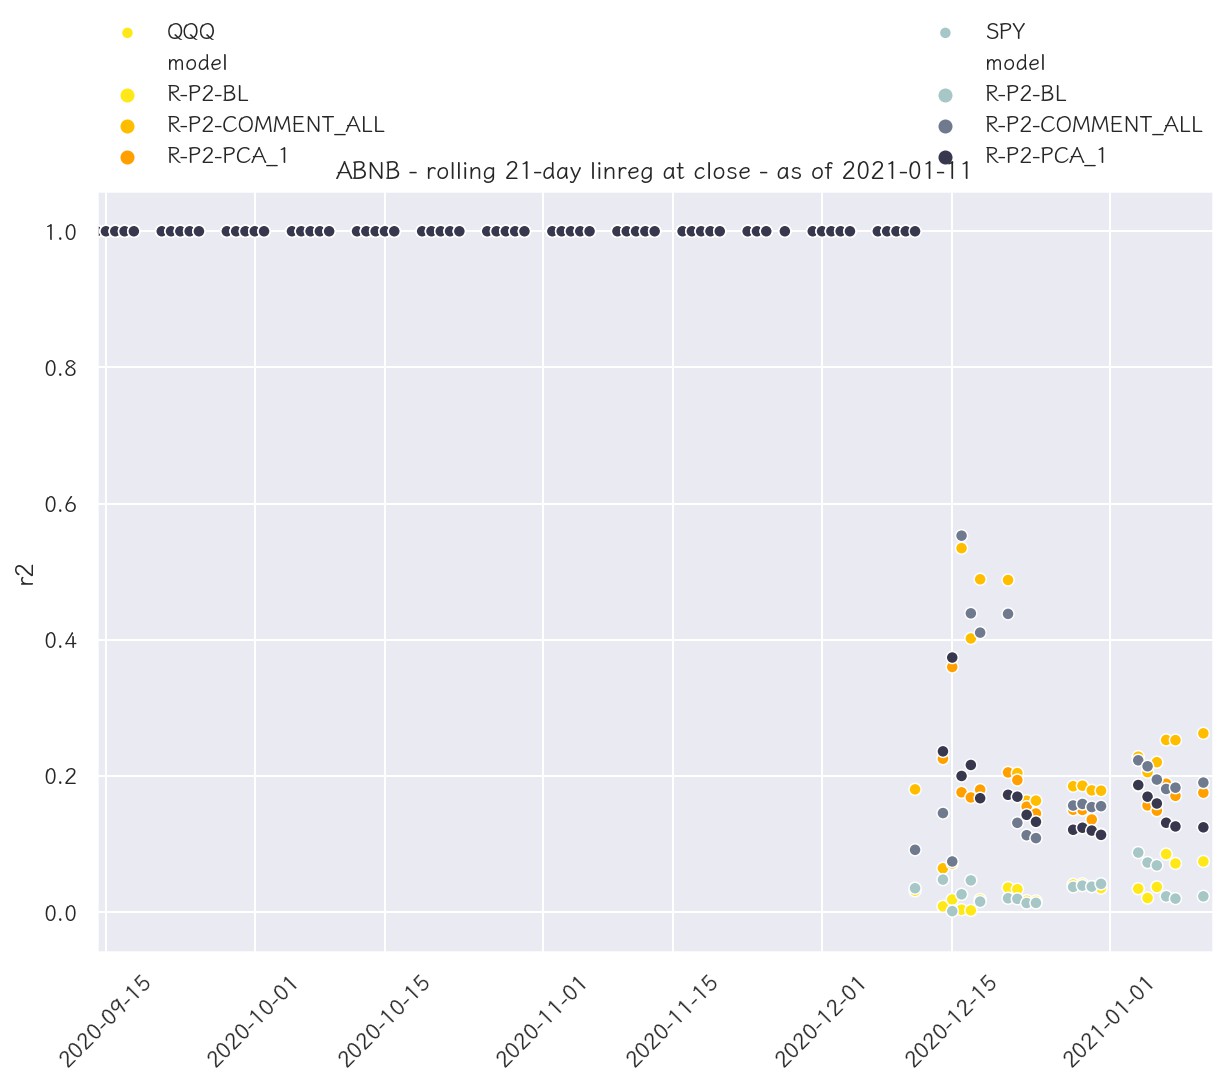 QQQ
model
R-P2-BL
R-P2-COMMENT_ALL
R-P2-PCA_1
SPY
model
R-P2-BL
R-P2-COMMENT_ALL
R-P2-PCA_1
ABNB - rolling 21-day linreg at close - as of 2021-01-11
1.0
0.8
0.6
0.4
0.2
0.0
r2
2020-09-15
2020-10-01
2020-10-15
2020-11-01
2020-11-15
2020-12-01
2020-12-15
2021-01-01